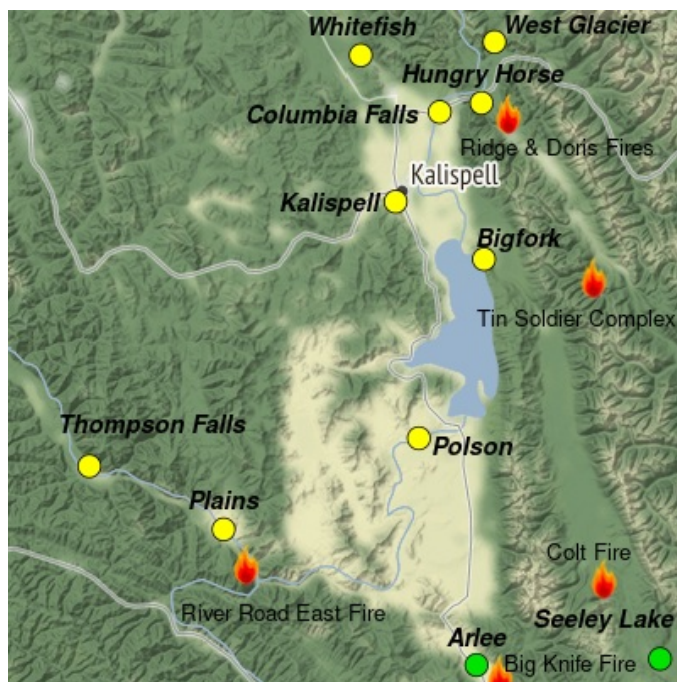 Whitefish
West Glacier
Hungry Horse
Columbia Falls
Ridge & Doris Fires
Kalispell
Kalispell
Bigfork
Tin Soldier Complex
Thompson Falls
Polson
Plains
Colt Fire
River Road East Fire
Seeley Lake
Arlee
Big Knife Fire